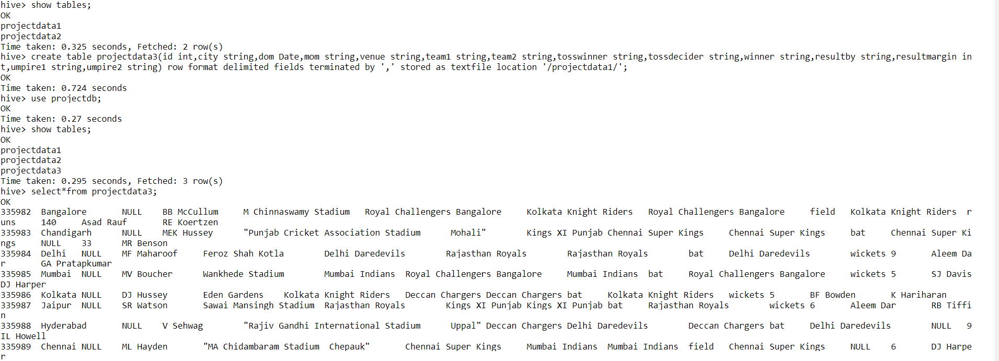 hive> show tables;
OK
projectdata1
projectdata2
Time taken: 0.325 seconds, Fetched: 2 row(s)
hive> create table projectdata3(id int,city string,dom Date,mom string,venue string,team1 string,team2 string,tosswinner string,tossdecider string,winner string,resultby string,resultmargin in
t,umpire1 string,umpire2 string) row format delimited fields terminated by ',' stored as textfile location '/projectdata1/';
OK
Time taken: 0.724 seconds
hive> use projectdb;
OK
Time taken: 0.27 seconds
hive> show tables;
OK
projectdata1
projectdata2
projectdata3
Time taken: 0.295 seconds, Fetched: 3 row(s)
hive> select*from projectdata3;
OK
335982  Bangalore       NULL    BB McCullum     M Chinnaswamy Stadium   Royal Challengers Bangalore     Kolkata Knight Riders   Royal Challengers Bangalore     field   Kolkata Knight Riders  r
uns     140     Asad Rauf       RE Koertzen
335983  Chandigarh      NULL    MEK Hussey      "Punjab Cricket Association Stadium      Mohali"        Kings XI Punjab Chennai Super Kings     Chennai Super Kings     bat     Chennai Super Ki
ngs     NULL    33      MR Benson
335984  Delhi   NULL    MF Maharoof     Feroz Shah Kotla        Delhi Daredevils        Rajasthan Royals        Rajasthan Royals        bat     Delhi Daredevils        wickets 9       Aleem Da
r       GA Pratapkumar
335985  Mumbai  NULL    MV Boucher      Wankhede Stadium        Mumbai Indians  Royal Challengers Bangalore     Mumbai Indians  bat     Royal Challengers Bangalore     wickets 5       SJ Davis
DJ Harper
335986  Kolkata NULL    DJ Hussey       Eden Gardens    Kolkata Knight Riders   Deccan Chargers Deccan Chargers bat     Kolkata Knight Riders   wickets 5       BF Bowden       K Hariharan
335987  Jaipur  NULL    SR Watson       Sawai Mansingh Stadium  Rajasthan Royals        Kings XI Punjab Kings XI Punjab bat     Rajasthan Royals        wickets 6       Aleem Dar       RB Tiffi
n
335988  Hyderabad       NULL    V Sehwag        "Rajiv Gandhi International Stadium      Uppal" Deccan Chargers Delhi Daredevils        Deccan Chargers bat     Delhi Daredevils        NULL   9
IL Howell
335989  Chennai NULL    ML Hayden       "MA Chidambaram Stadium  Chepauk"       Chennai Super Kings     Mumbai Indians  Mumbai Indians  field   Chennai Super Kings     NULL    6       DJ Harpe
r